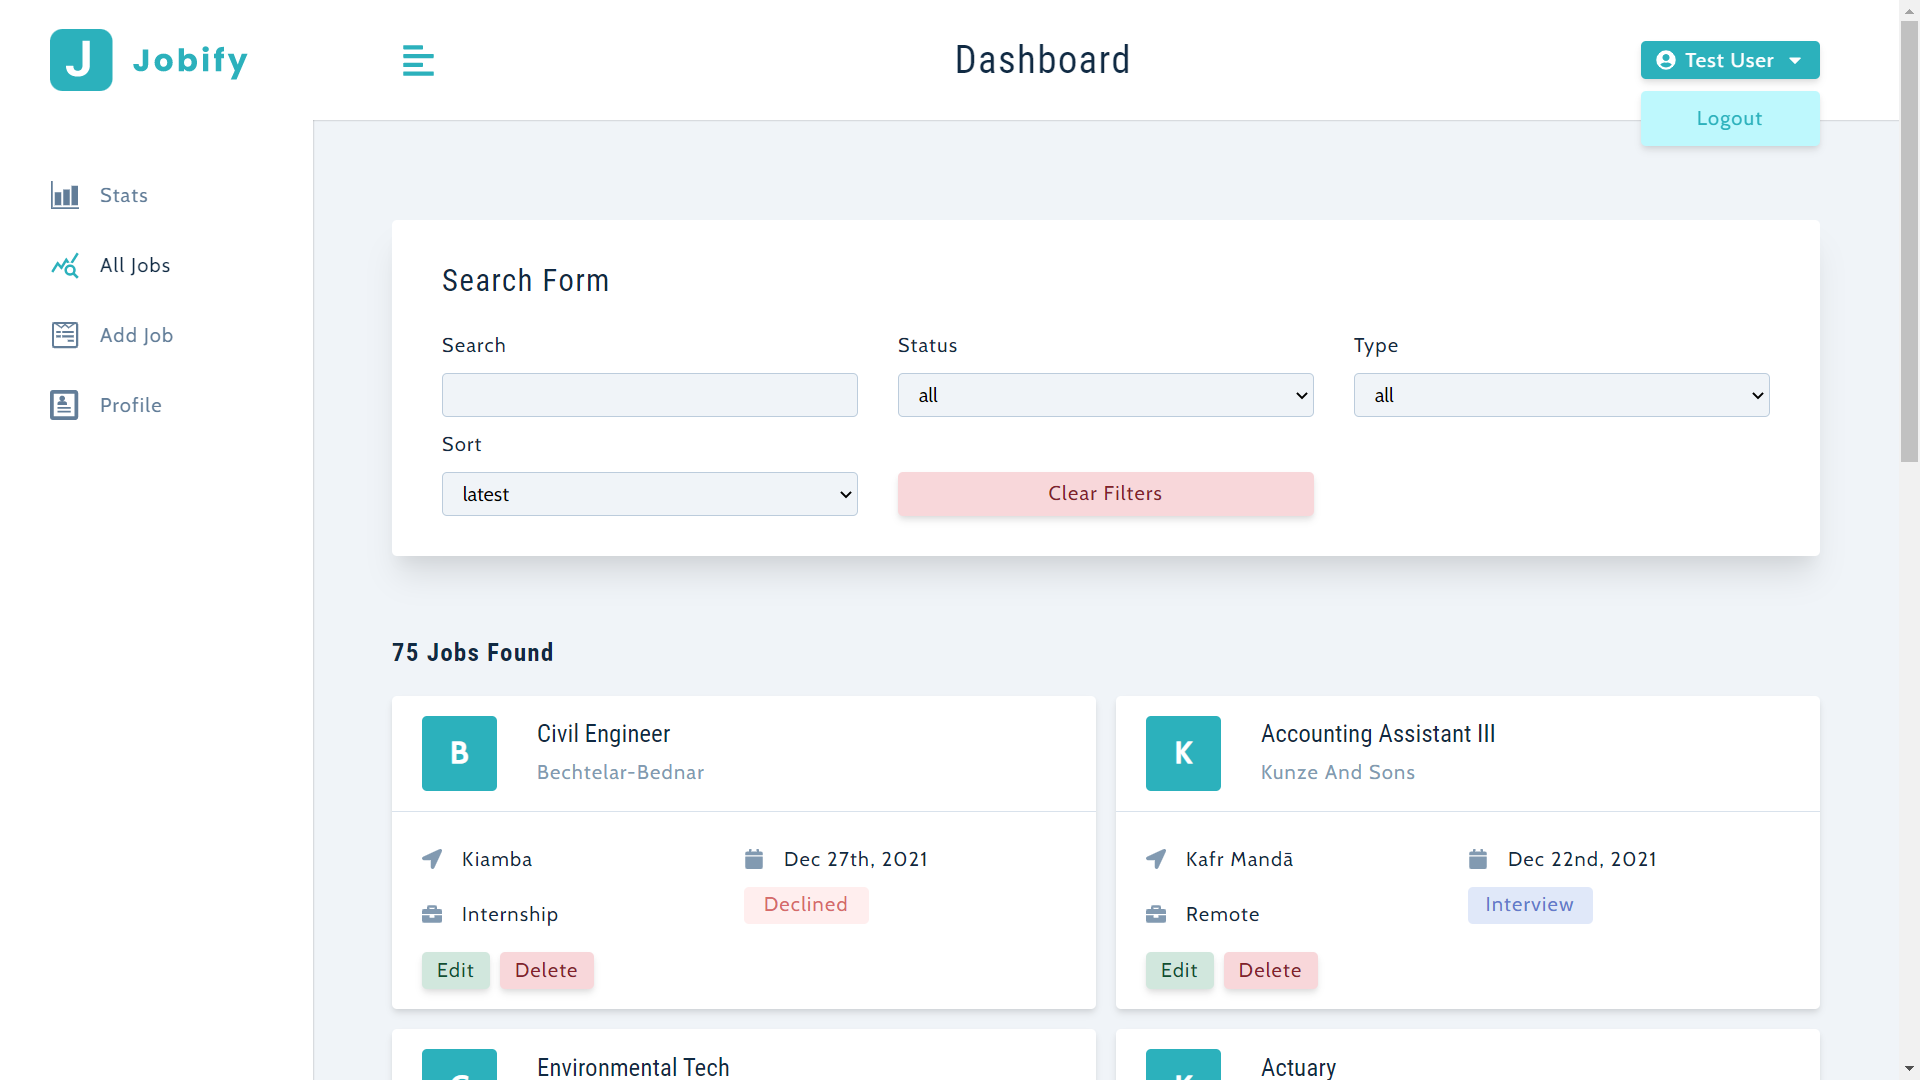 J Jobify
Dashboard
Test User
Logout
Stats
All Jobs
Add Job
Profile
Search Form
Search
Status
Type
all
all
Sort
latest
Clear Filters
75 Jobs Found
B
Civil Engineer
Bechtelar-Bednar
Kiamba
Dec 27th, 2021
Internship
Declined
Edit
Delete
K
Accounting Assistant III
Kunze And Sons
Kafr Mandā
Dec 22nd, 2021
Remote
Interview
Edit
Delete
Environmental Tech
K
Actuary